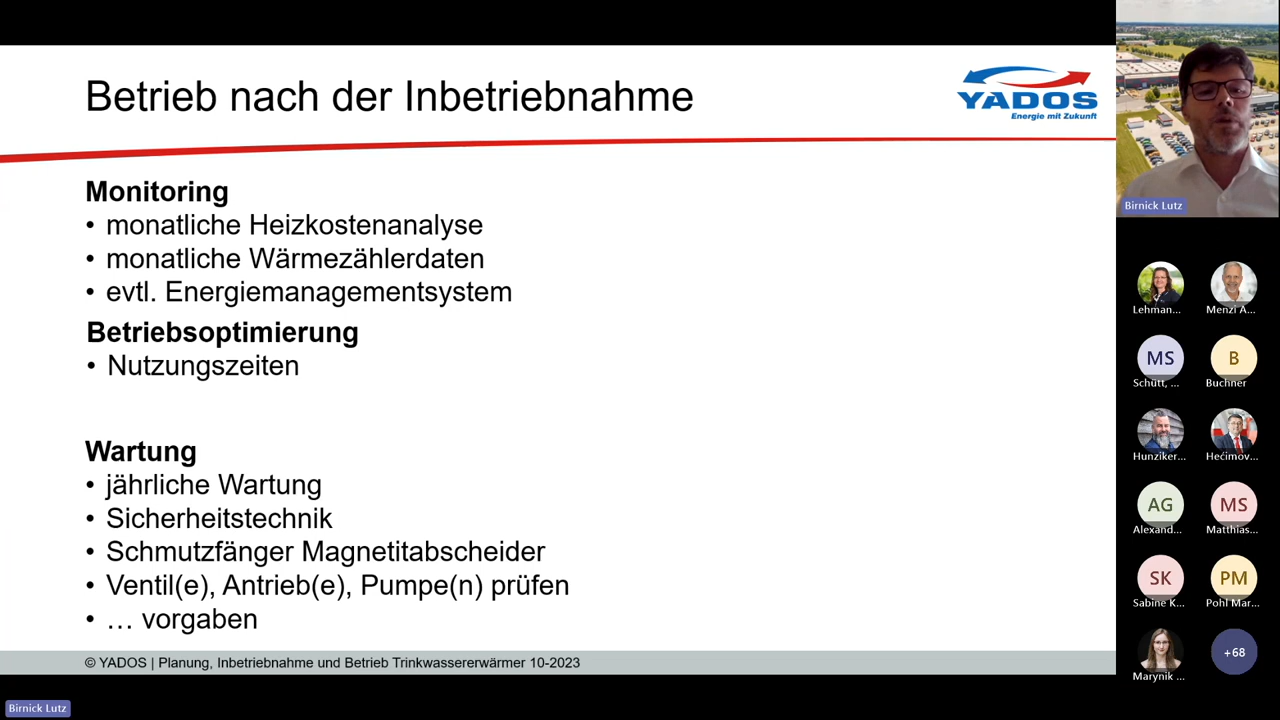 Betrieb nach der Inbetriebnahme
YADOS
Energie mit Zukunft
Monitoring
• monatliche Heizkostenanalyse
• monatliche Wärmezählerdaten
• evtl. Energiemanagementsystem
Betriebsoptimierung
• Nutzungszeiten
Wartung
• jährliche Wartung
• Sicherheitstechnik
• Schmutzfänger Magnetitabscheider
• Ventil(e), Antrieb(e), Pumpe(n) prüfen
• … vorgaben
© YADOS | Planung, Inbetriebnahme und Betrieb Trinkwassererwärmer 10-2023
Birnick Lutz
Birnick Lutz
Lehman...
Menzi A...
MS
Schütt, ...
B
Buchner
Hunziker...
Hećimov...
AG
Alexand...
MS
Matthias...
SK
Sabine K...
PM
Pohl Mar...
Marynik ...
+68